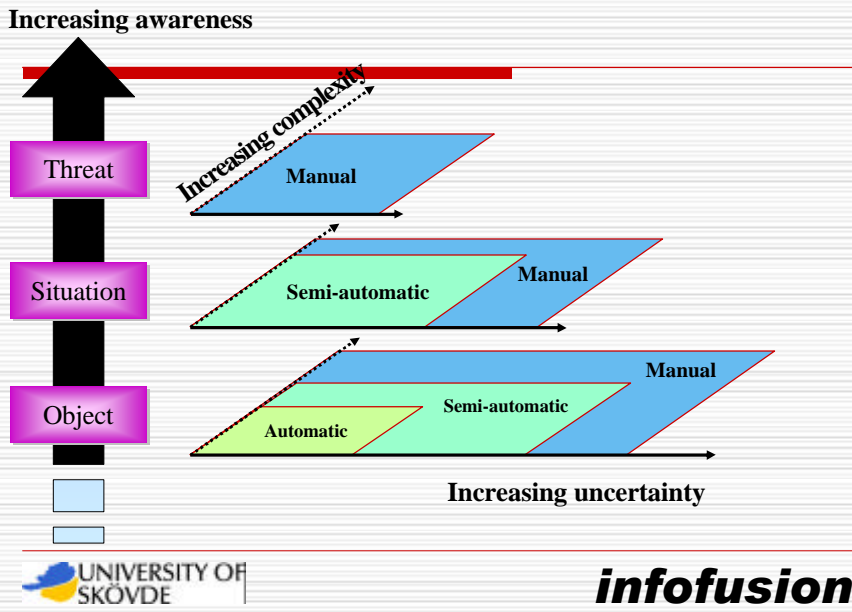 Increasing awareness
Increasing complexity
Threat
Manual
Situation
Semi-automatic
Manual
Object
Automatic
Semi-automatic
Manual
Increasing uncertainty
UNIVERSITY OF
SKÖVDE
infofusion